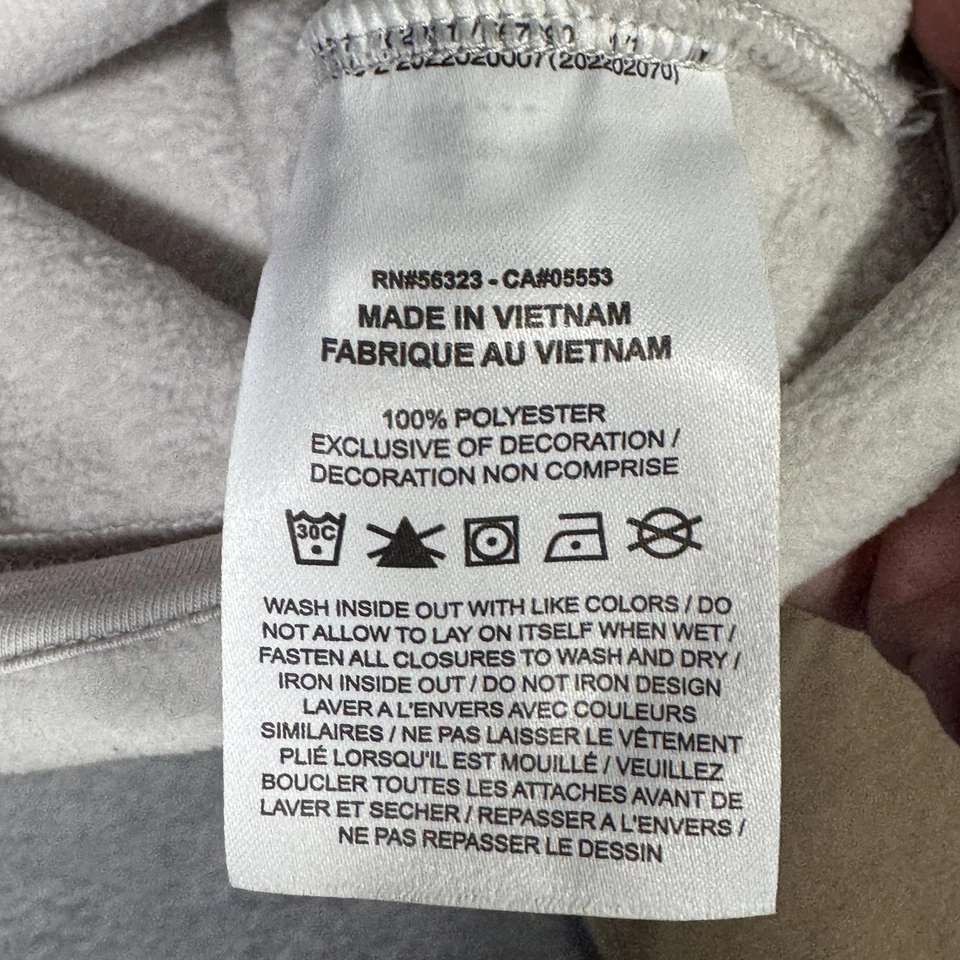 2022020007(202202070)
RN#56323 - CA#05553
MADE IN VIETNAM
FABRIQUE AU VIETNAM
100% POLYESTER
EXCLUSIVE OF DECORATION /
DECORATION NON COMPRISE
30C
WASH INSIDE OUT WITH LIKE COLORS / DO
NOT ALLOW TO LAY ON ITSELF WHEN WET /
FASTEN ALL CLOSURES TO WASH AND DRY /
IRON INSIDE OUT / DO NOT IRON DESIGN
LAVER A L'ENVERS AVEC COULEURS
SIMILAIRES / NE PAS LAISSER LE VÊTEMENT
PLIÉ LORSQU'IL EST MOUILLÉ / VEUILLEZ
BOUCLER TOUTES LES ATTACHES AVANT DE
LAVER ET SECHER / REPASSER A L'ENVERS /
NE PAS REPASSER LE DESSIN